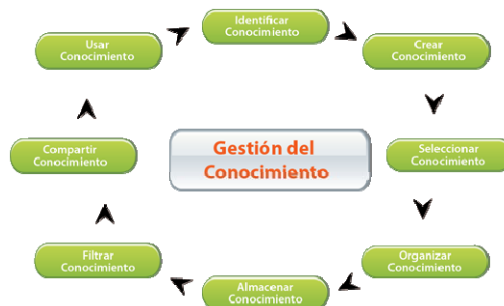 Identificar
Conocimiento
Crear
Conocimiento
Seleccionar
Conocimiento
Organizar
Conocimiento
Almacenar
Conocimiento
Filtrar
Conocimiento
Compartir
Conocimiento
Usar
Conocimiento
Gestión del
Conocimiento